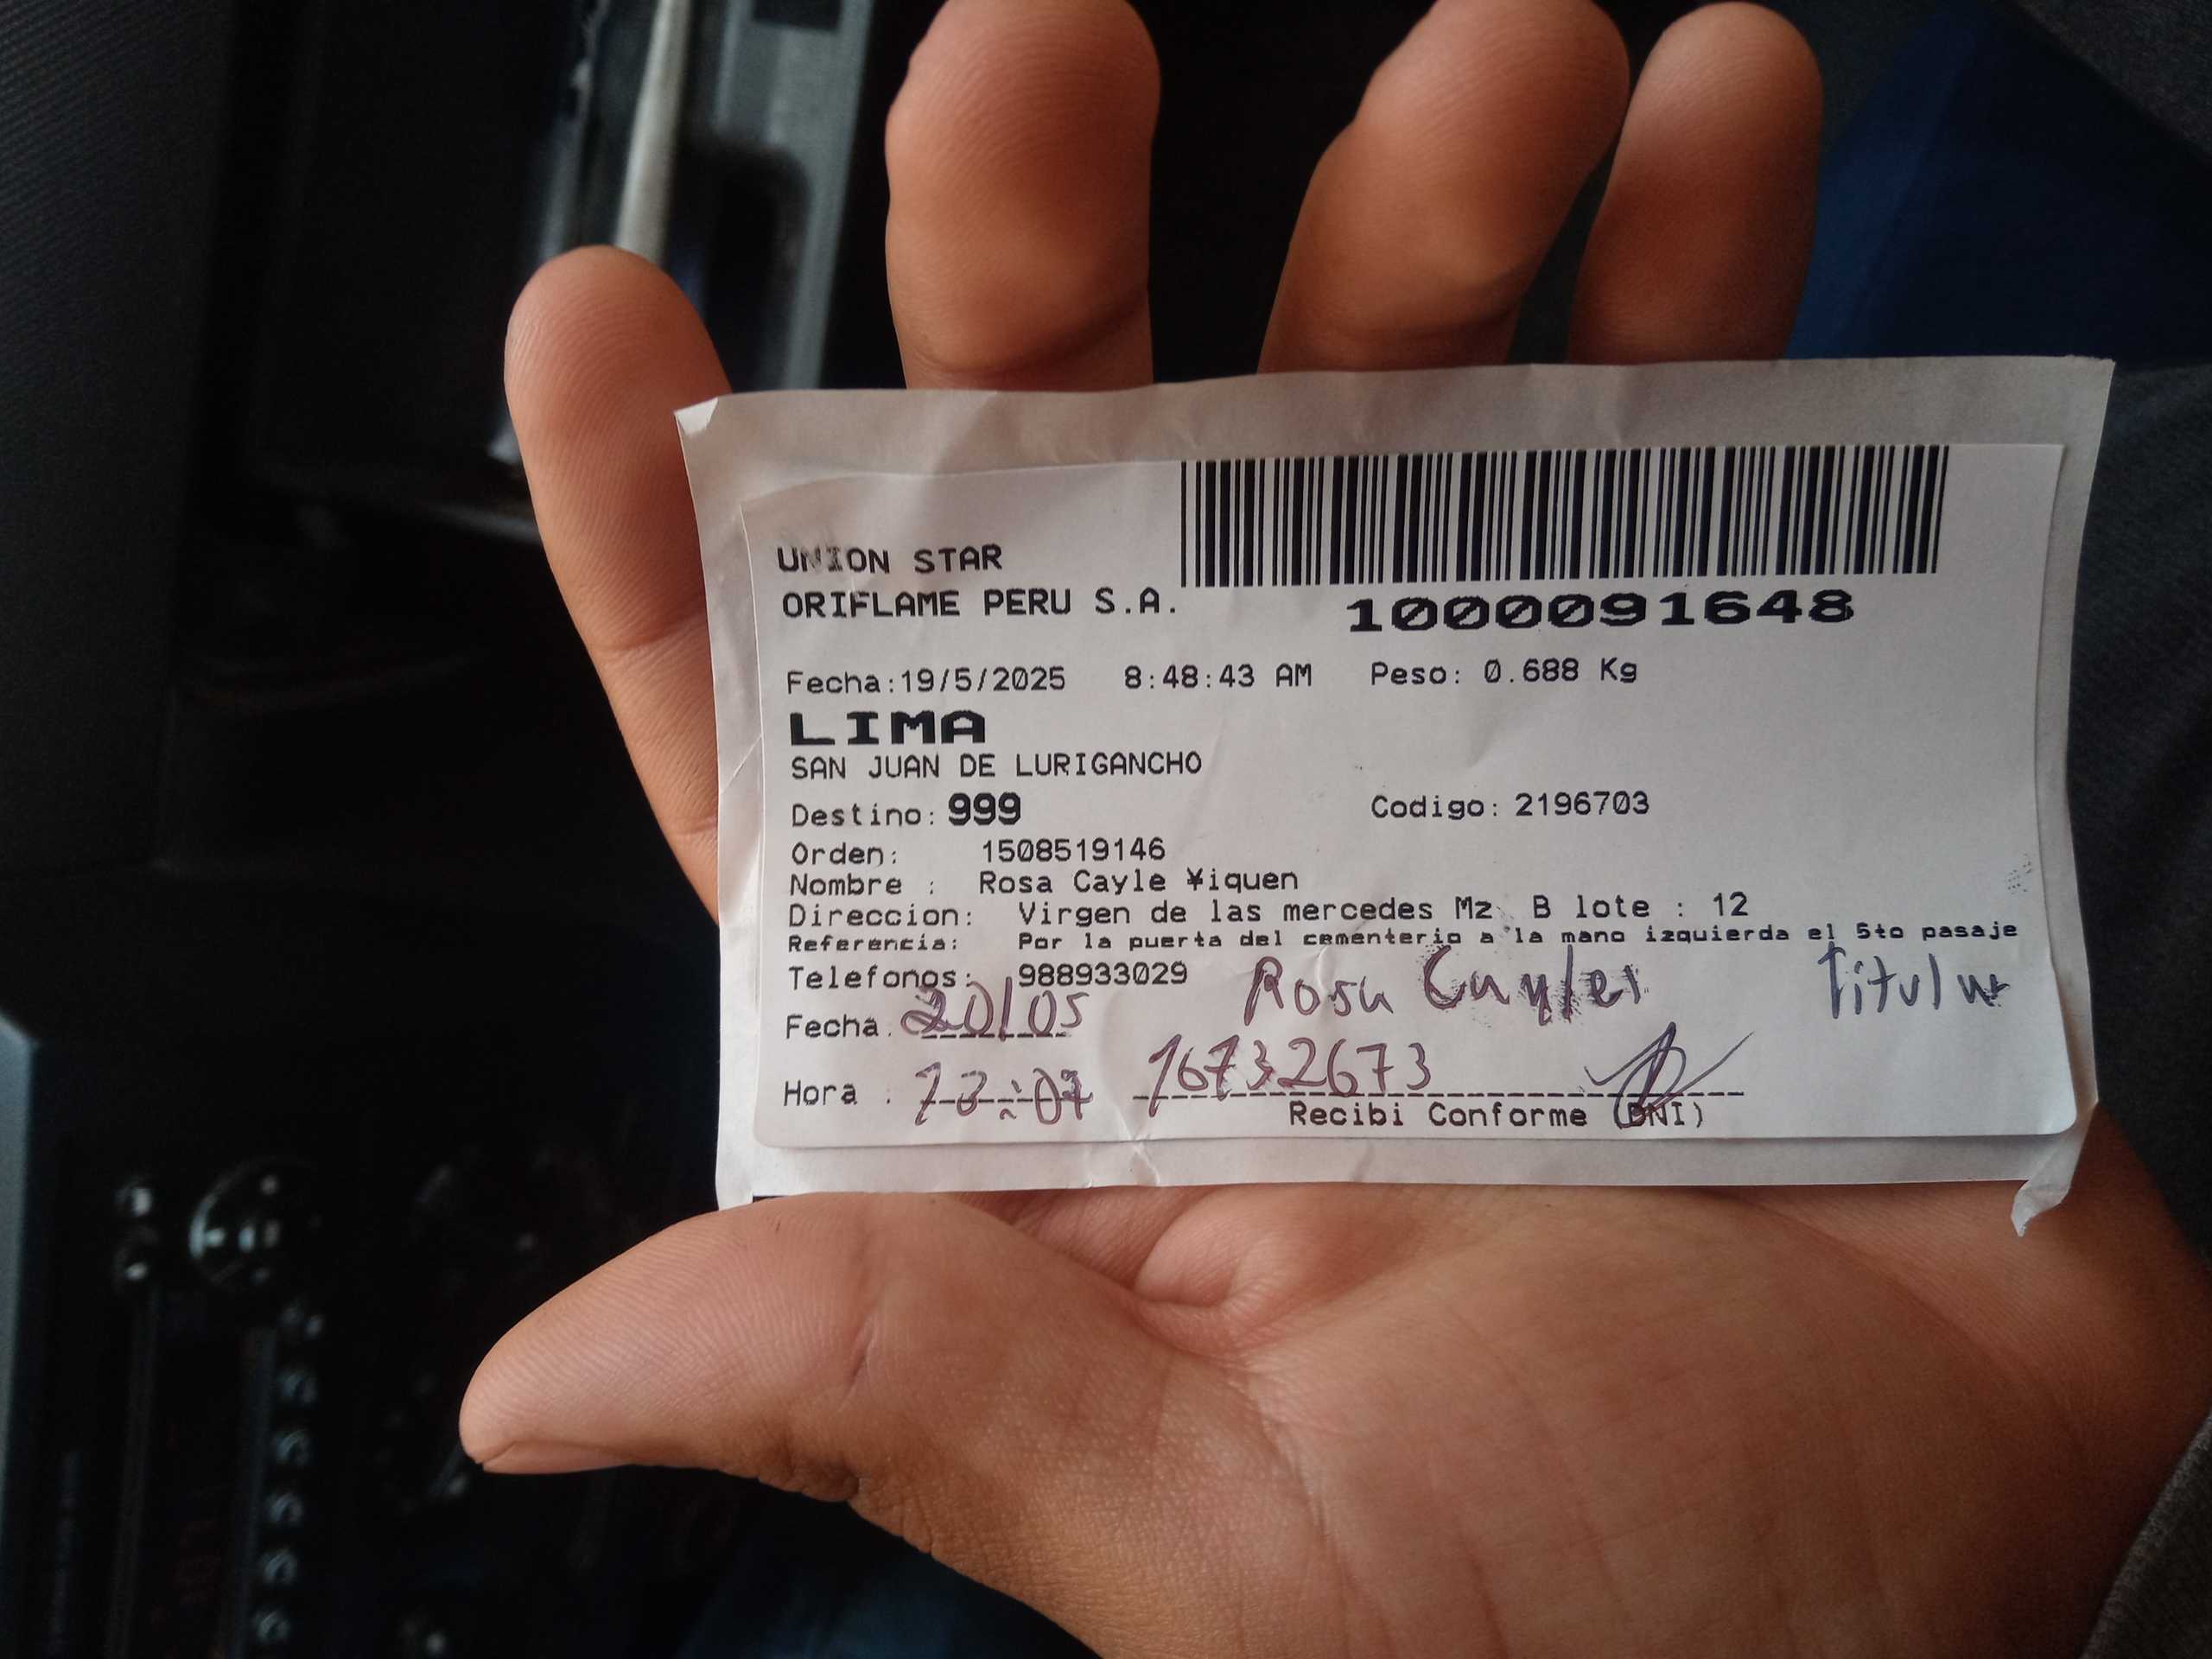 UNION STAR
ORIFLAME PERU S.A.
1000091648
Fecha:19/5/2025 8:48:43 AM Peso: 0.688 Kg
LIMA
SAN JUAN DE LURIGANCHO
Destino: 999 Codigo: 2196703
Orden: 1508519146
Nombre : Rosa Cayle ¥iquen
Direccion: Virgen de las mercedes Mz B lote : 12
Referencia: Por la puerta del cementerio a la mano izquierda el 5to pasaje
Telefonos: 988933029 Rosa Titular
Fecha. 20/05
Hora : 13:07 16732673
Recibi Conforme (DNI)